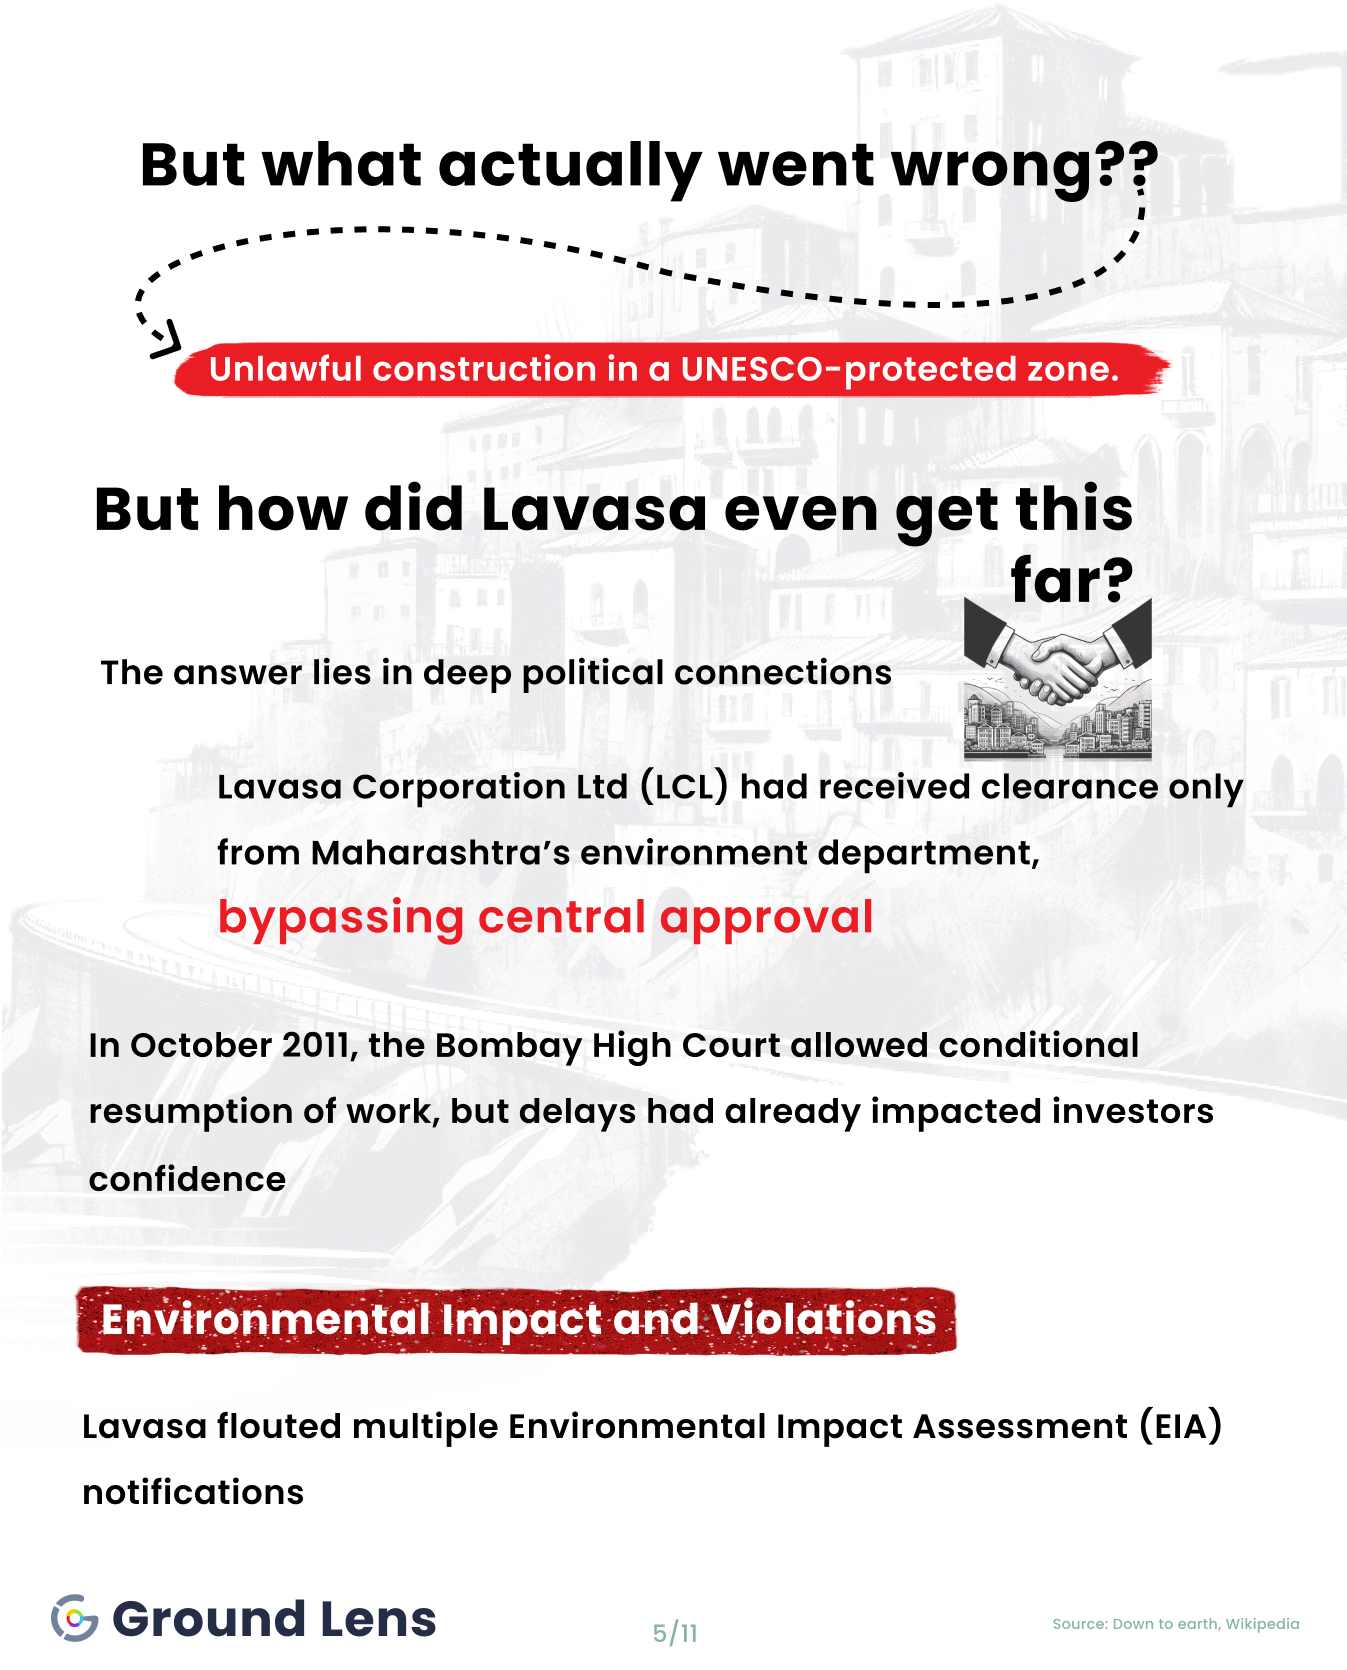 But what actually went wrong??
Unlawful construction in a UNESCO-protected zone.
But how did Lavasa even get this
far?
The answer lies in deep political connections
Lavasa Corporation Ltd (LCL) had received clearance only
from Maharashtra’s environment department,
bypassing central approval
In October 2011, the Bombay High Court allowed conditional
resumption of work, but delays had already impacted investors
confidence
Environmental Impact and Violations
Lavasa flouted multiple Environmental Impact Assessment (EIA)
notifications
Ground Lens
5/11
Source: Down to earth, Wikipedia